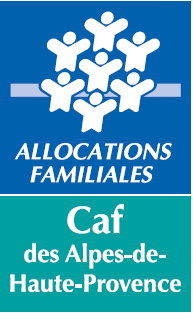 ALLOCATIONS
FAMILIALES
Caf
des Alpes-de-
Haute-Provence